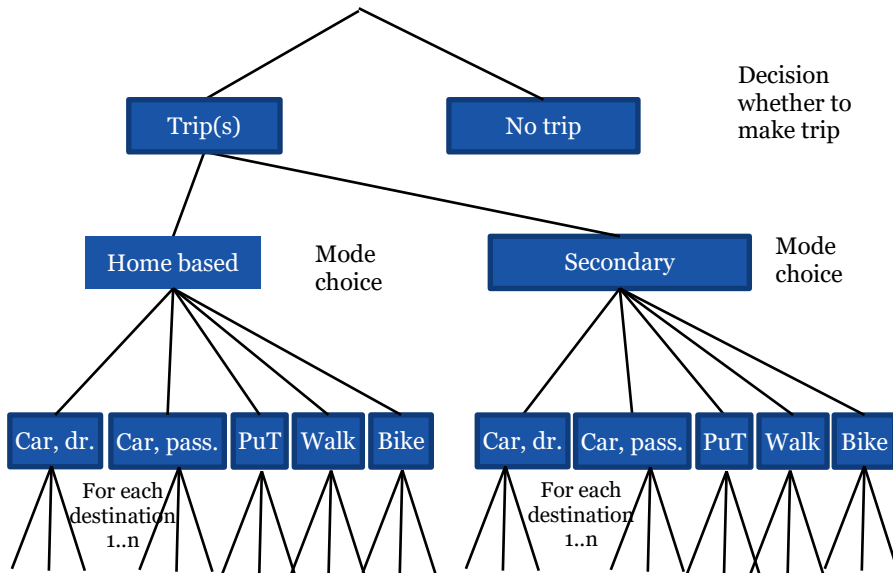 Decision
whether to
make trip
Trip(s)
No trip
Home based
Mode
choice
Secondary
Mode
choice
Car, dr.
Car, pass.
PuT
Walk
Bike
Car, dr.
Car, pass.
PuT
Walk
Bike
For each
destination
1..n
For each
destination
1..n